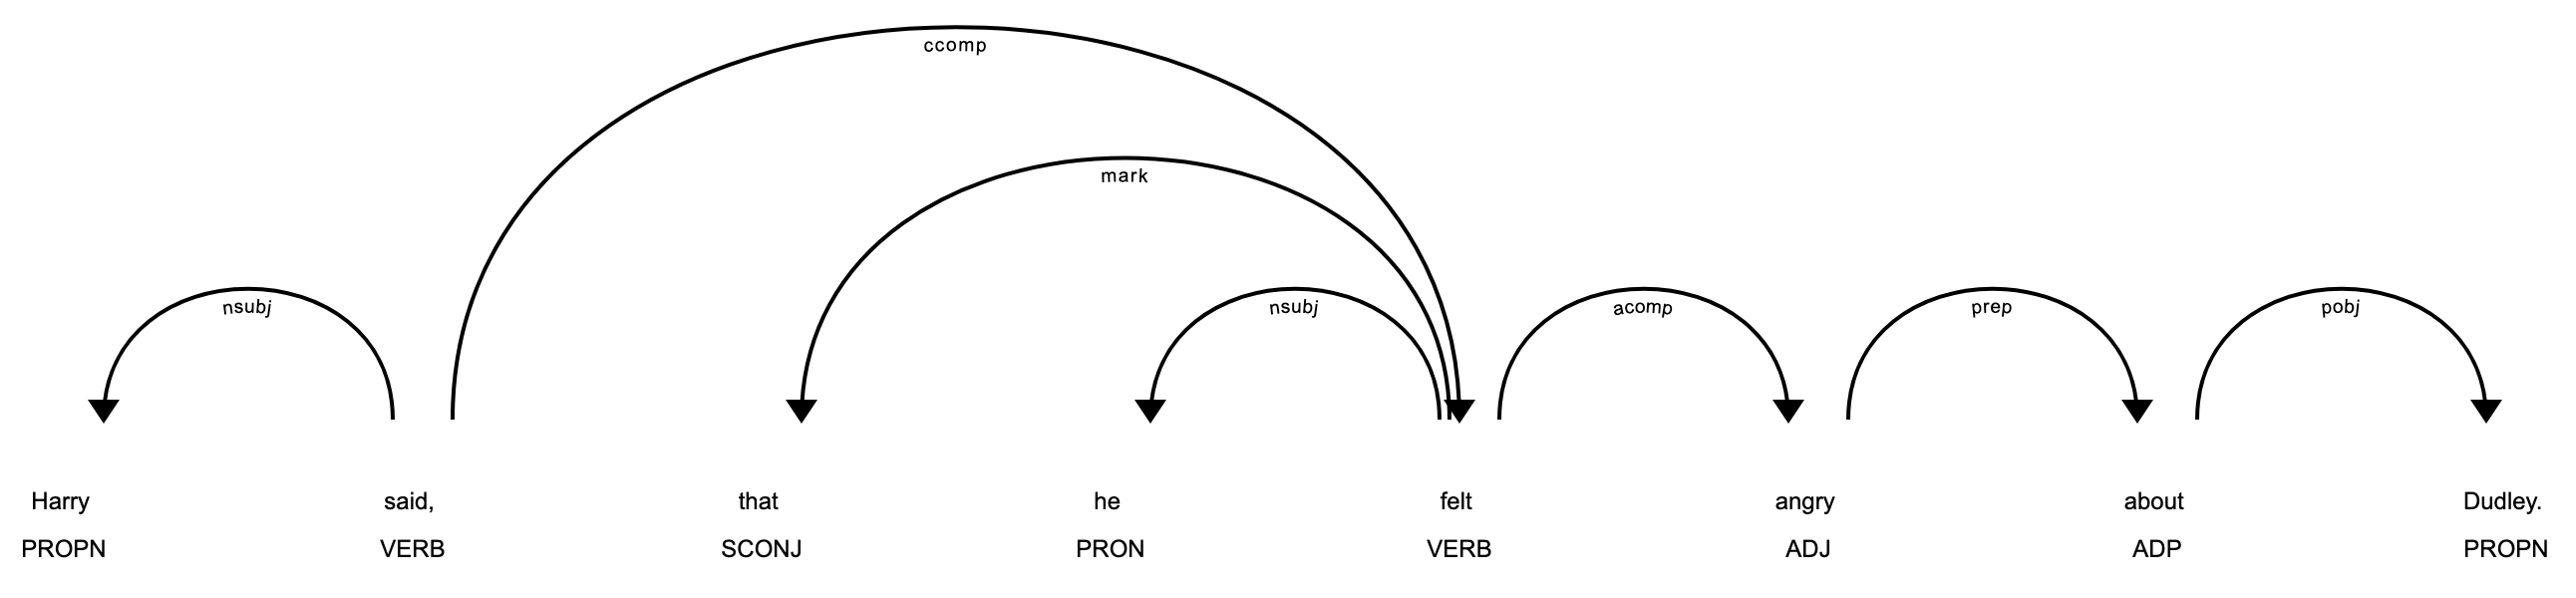 ccomp
mark
nsubj nsubj acomp prep pobj
Harry said, that he felt angry about Dudley.
PROPN VERB SCONJ PRON VERB ADJ ADP PROPN